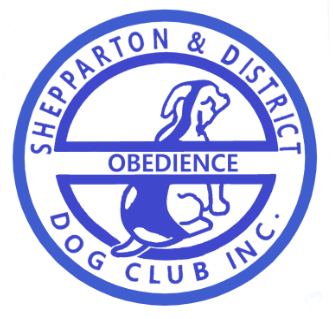 SHEPPARTON & DISTRICT
OBEDIENCE
DOG CLUB INC.